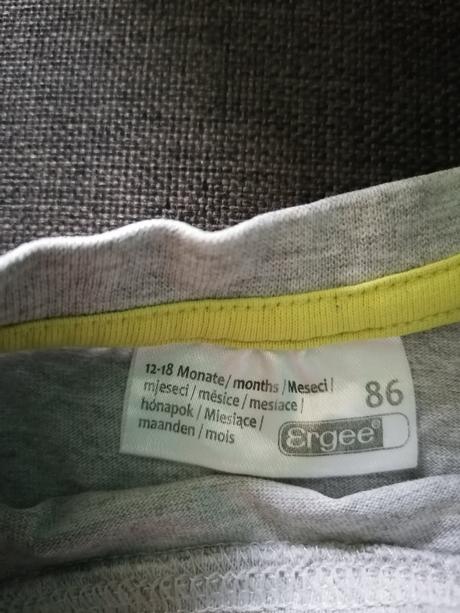 12-18 Monate / months / Meseci /
mjeseci / měsíce / mesiace /
hónapok / Miesiące /
maanden / mois
86
Ergee®